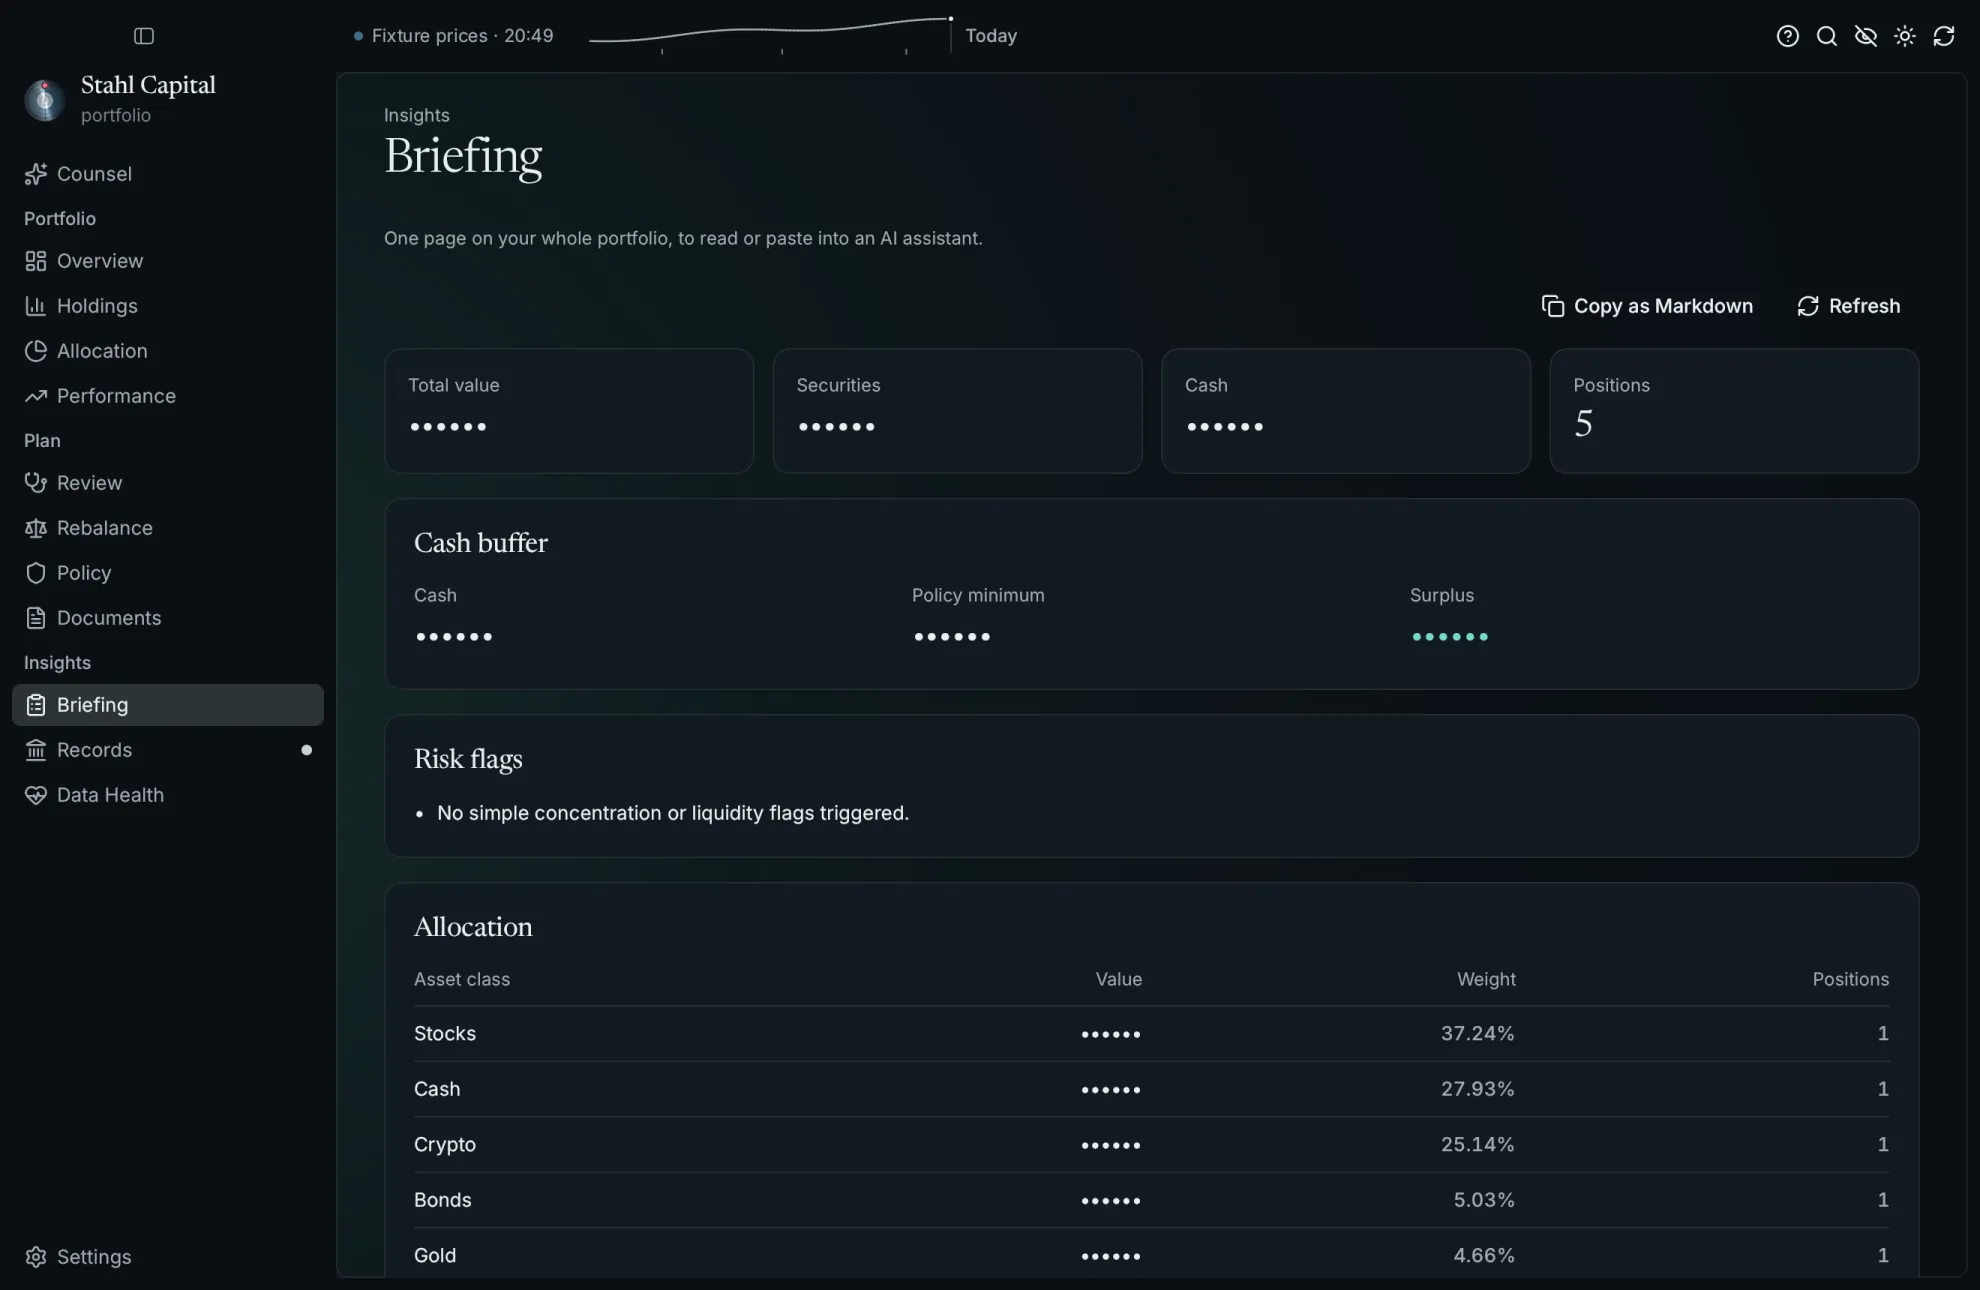 Fixture prices · 20:49
Today
Stahl Capital
portfolio
Counsel
Portfolio
Overview
Holdings
Allocation
Performance
Plan
Review
Rebalance
Policy
Documents
Insights
Briefing
Records
Data Health
Settings
Insights
Briefing
One page on your whole portfolio, to read or paste into an AI assistant.
Copy as Markdown Refresh
Total value Securities Cash Positions
•••••• •••••• •••••• 5
Cash buffer
Cash Policy minimum Surplus
•••••• •••••• ••••••
Risk flags
• No simple concentration or liquidity flags triggered.
Allocation
Asset class Value Weight Positions
Stocks •••••• 37.24% 1
Cash •••••• 27.93% 1
Crypto •••••• 25.14% 1
Bonds •••••• 5.03% 1
Gold •••••• 4.66% 1